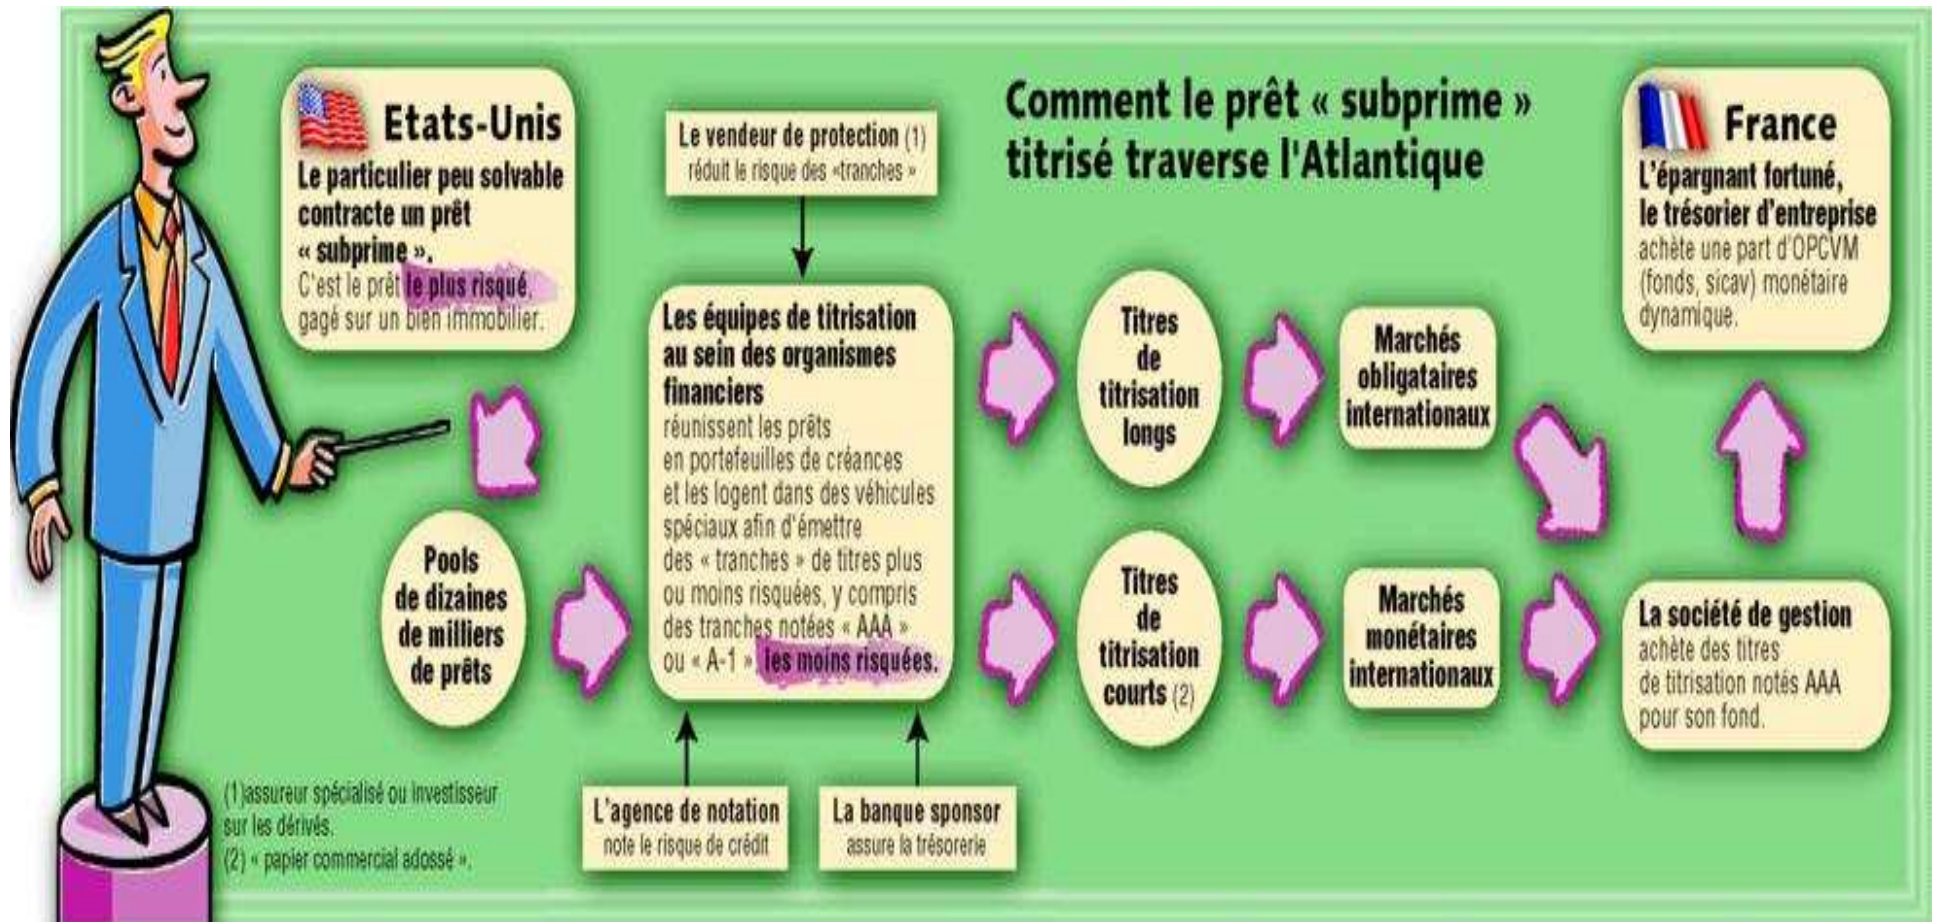 Comment le prêt « subprime »
titrisé traverse l'Atlantique
Etats-Unis
Le particulier peu solvable
contracte un prêt
« subprime ».
C'est le prêt le plus risqué,
gagé sur un bien immobilier.
Pools
de dizaines
de milliers
de prêts
Le vendeur de protection (1)
réduit le risque des «tranches »
Les équipes de titrisation
au sein des organismes
financiers
réunissent les prêts
en portefeuilles de créances
et les logent dans des véhicules
spéciaux afin d'émettre
des « tranches » de titres plus
ou moins risquées, y compris
des tranches notées « AAA »
ou « A-1 » les moins risquées.
L'agence de notation
note le risque de crédit
La banque sponsor
assure la trésorerie
Titres
de
titrisation
longs
Marchés
obligataires
internationaux
Titres
de
titrisation
courts (2)
Marchés
monétaires
internationaux
La société de gestion
achète des titres
de titrisation notés AAA
pour son fond.
France
L'épargnant fortuné,
le trésorier d'entreprise
achète une part d'OPCVM
(fonds, sicav) monétaire
dynamique.
(1)assureur spécialisé ou investisseur
sur les dérivés.
(2) « papier commercial adossé ».